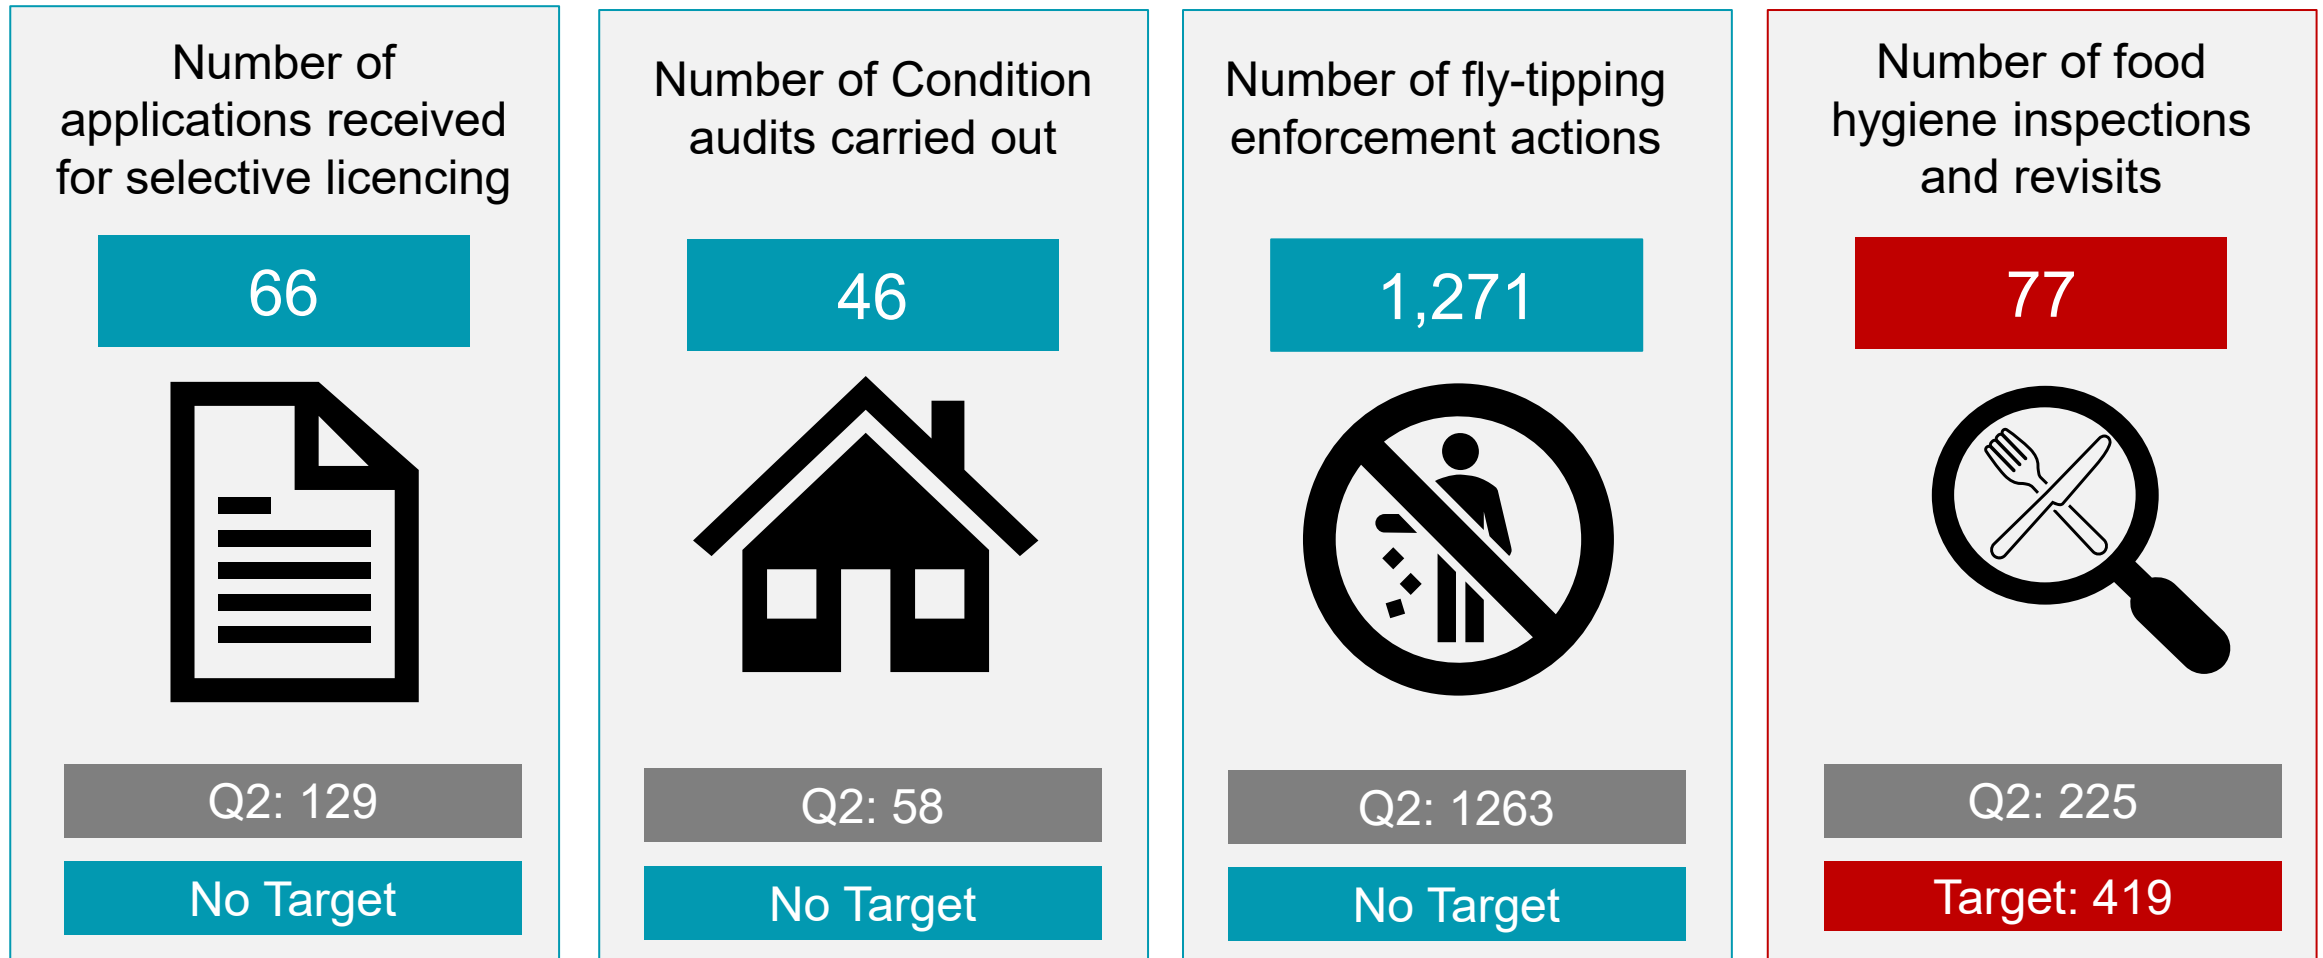 Number of
applications received
for selective licencing
66
Q2: 129
No Target
Number of Condition
audits carried out
46
Q2: 58
No Target
Number of fly-tipping
enforcement actions
1,271
Q2: 1263
No Target
Number of food
hygiene inspections
and revisits
77
Q2: 225
Target: 419